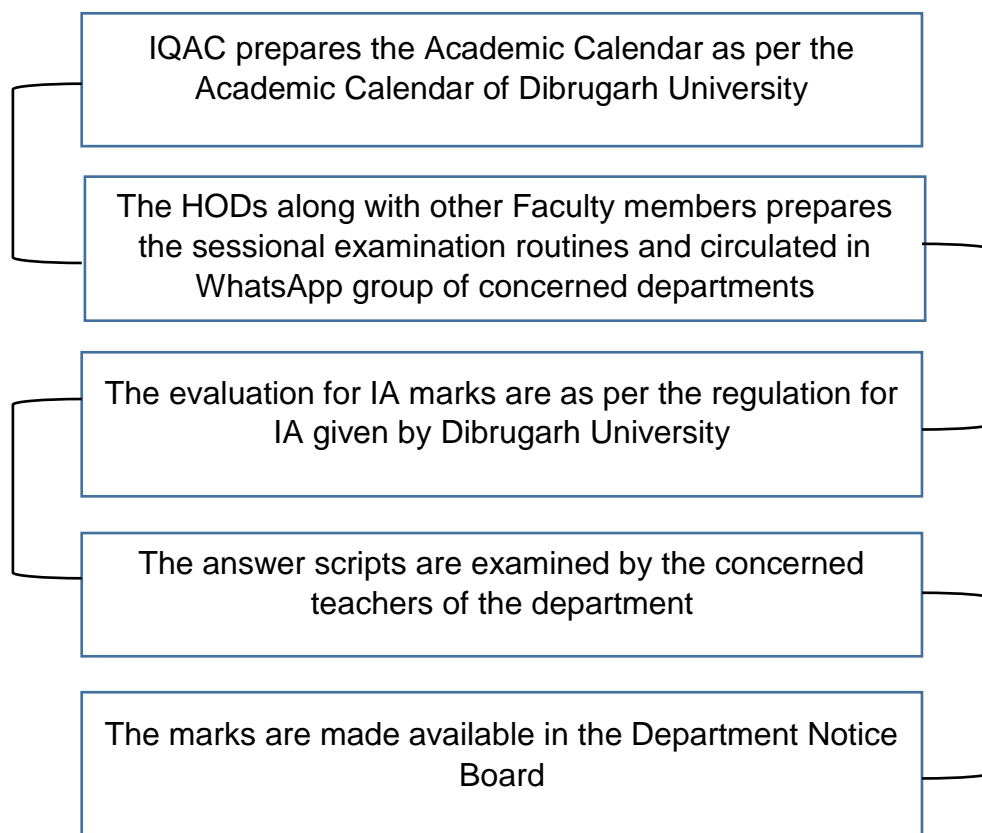 IQAC prepares the Academic Calendar as per the
Academic Calendar of Dibrugarh University
The HODs along with other Faculty members prepares
the sessional examination routines and circulated in
WhatsApp group of concerned departments
The evaluation for IA marks are as per the regulation for
IA given by Dibrugarh University
The answer scripts are examined by the concerned
teachers of the department
The marks are made available in the Department Notice
Board